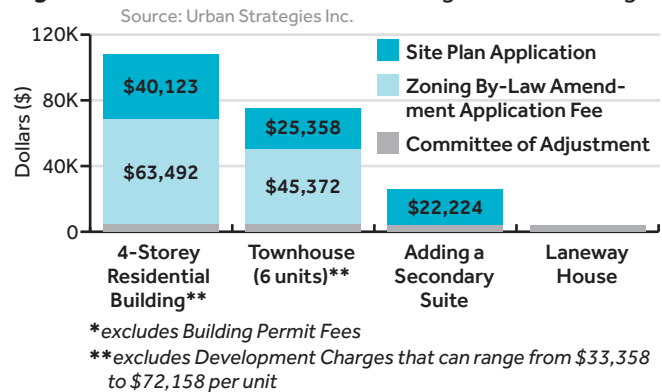 Source: Urban Strategies Inc.
120K
80K
40K
0
Dollars ($)
Site Plan Application
Zoning By-Law Amend-
ment Application Fee
Committee of Adjustment
$40,123
$63,492
$25,358
$45,372
$22,224
4-Storey
Residential
Building**
Townhouse
(6 units)**
Adding a
Secondary
Suite
Laneway
House
*excludes Building Permit Fees
**excludes Development Charges that can range from $33,358
to $72,158 per unit